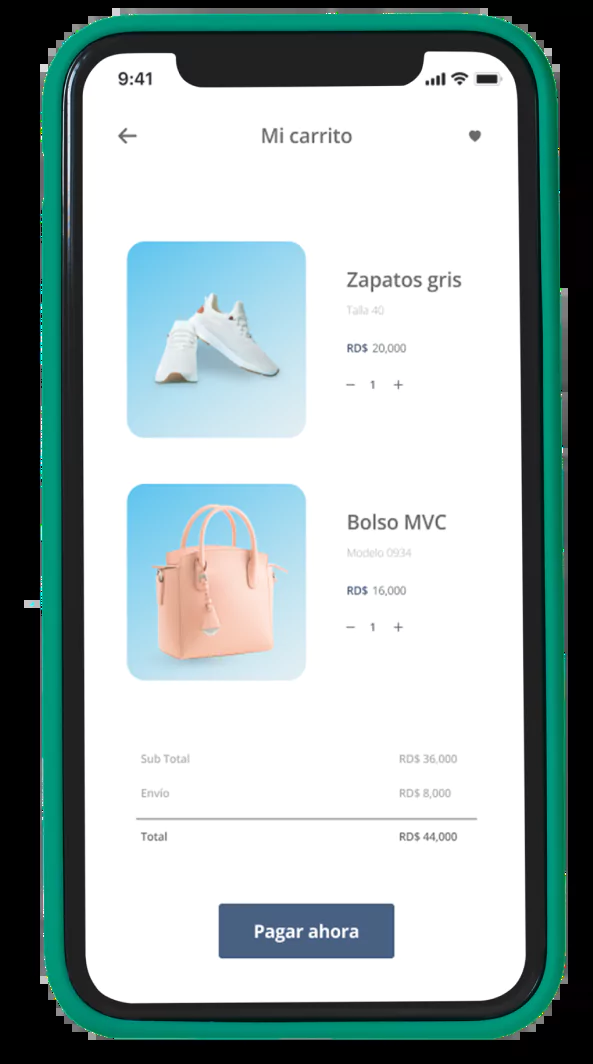 9:41
Mi carrito
Zapatos gris
Talla 40
RD$ 20,000
— 1 +
Bolso MVC
Modelo 0934
RD$ 16,000
— 1 +
Sub Total RD$ 36,000
Envío RD$ 8,000
Total RD$ 44,000
Pagar ahora